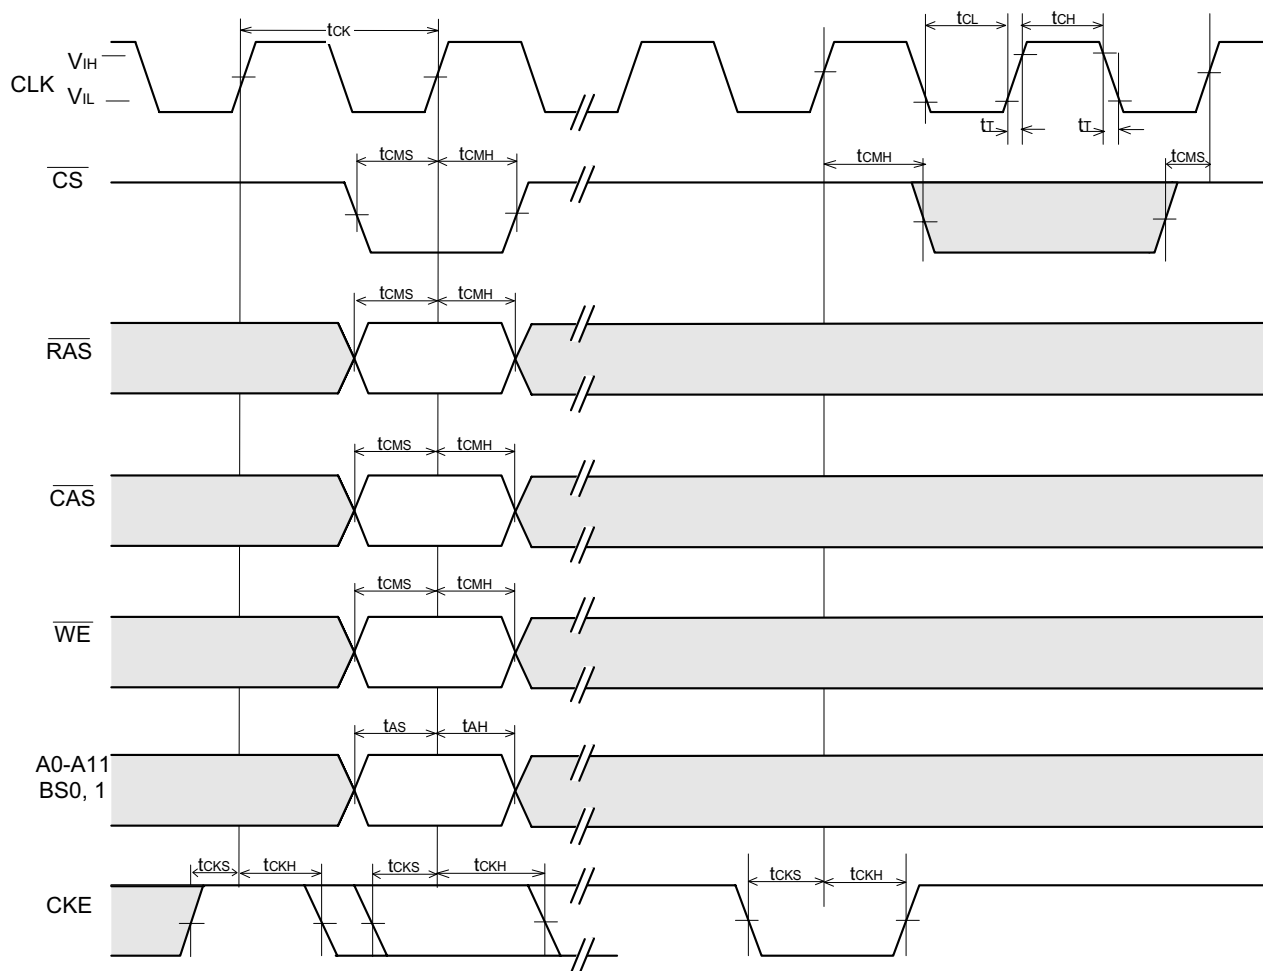 tCK
tCL
tCH
VIH
CLK
VIL
tT
tT
tCMS
tCMH
tCMH
tCMS
CS
tCMS
tCMH
RAS
tCMS
tCMH
CAS
tCMS
tCMH
WE
tAS
tAH
A0-A11
BS0, 1
tCKS
tCKH
tCKS
tCKH
tCKS
tCKH
CKE